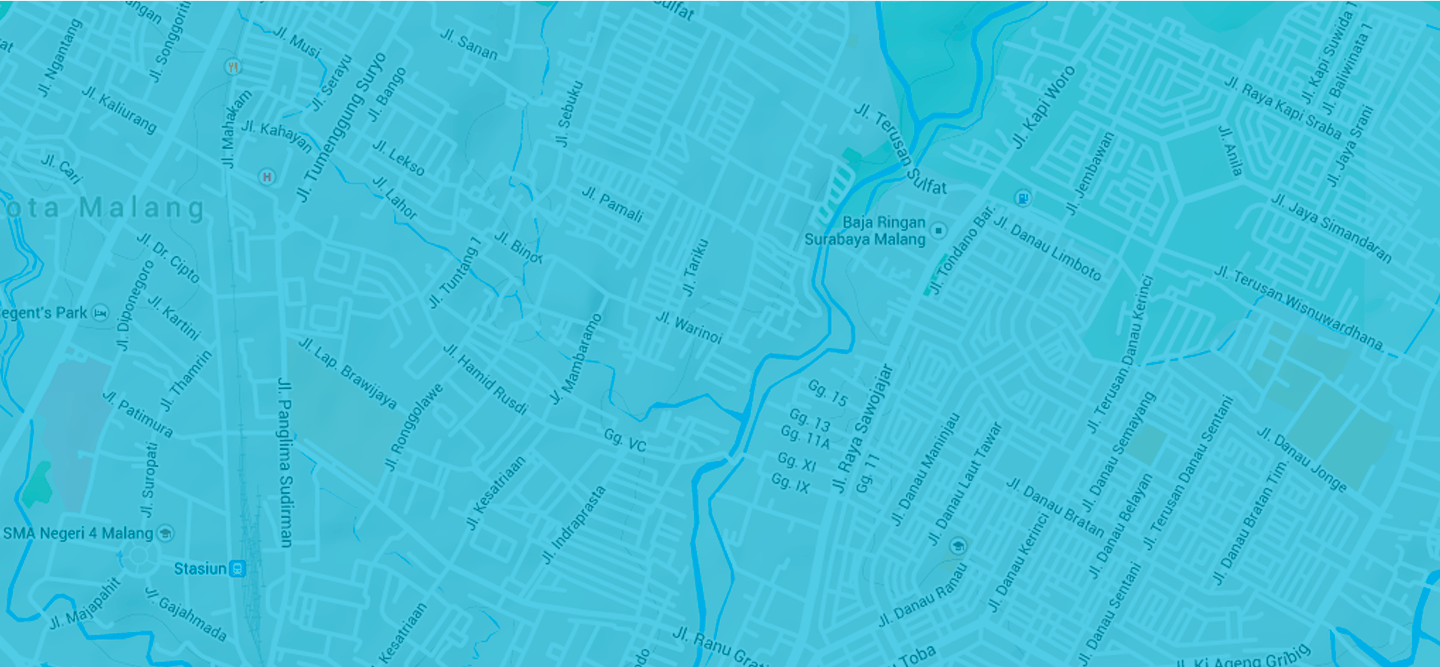 Jl. Ngantang
Jl. Songgoriti
Jl. Musi
Jl. Serayu
Jl. Sanan
Sulfat
Jl. Kaliurang
Jl. Mahakam
Jl. Kahayan
Jl. Tumenggung Suryo
Jl. Bango
Jl. Sebuku
Jl. Terusan Sulfat
Jl. Kapi Woro
Jl. Raya Kapi Sraba
Jl. Kapi Suwida 1
Jl. Baliwinata 1
Jl. Jaya Srani
Jl. Anila
Jl. Jembawan
Jl. Cari
Jl. Lekso
Jl. Lahor
Jl. Pamali
ota Malang
Jl. Binor
Baja Ringan
Surabaya Malang
Jl. Tondano Bar.
Jl. Danau Limboto
Jl. Jaya Simandaran
Jl. Dr. Cipto
Jl. Tuntang 1
Jl. Tariku
Jl. Terusan Wisnuwardhana
egent's Park
Jl. Diponegoro
Jl. Kartini
Jl. Warinoi
Jl. Mambaramo
Jl. Terusan Danau Kerinci
Jl. Thamrin
Jl. Lap. Brawijaya
Jl. Hamid Rusdi
Jl. Patimura
Jl. Panglima Sudirman
Jl. Ronggolawe
Gg. VC
Gg. 15
Gg. 13
Gg. 11A
Gg. XI
Gg. IX
Jl. Raya Sawojajar
Gg. 11
Jl. Danau Maninjau
Jl. Danau Laut Tawar
Jl. Danau Semayang
Jl. Terusan Danau Sentani
Jl. Danau Jonge
Jl. Suropati
Jl. Kesatriaan
Jl. Indraprasta
Jl. Danau Bratan
Jl. Danau Belayan
Jl. Danau Bratan Tim.
SMA Negeri 4 Malang
Stasiun
Jl. Majapahit
Jl. Gajahmada
Jl. Kesatrian
Jl. Danau Ranau
Jl. Danau Kerinci
Jl. Danau Sentani
Jl. Ranu Grati
Toba
Jl. Ki Ageng Gribig